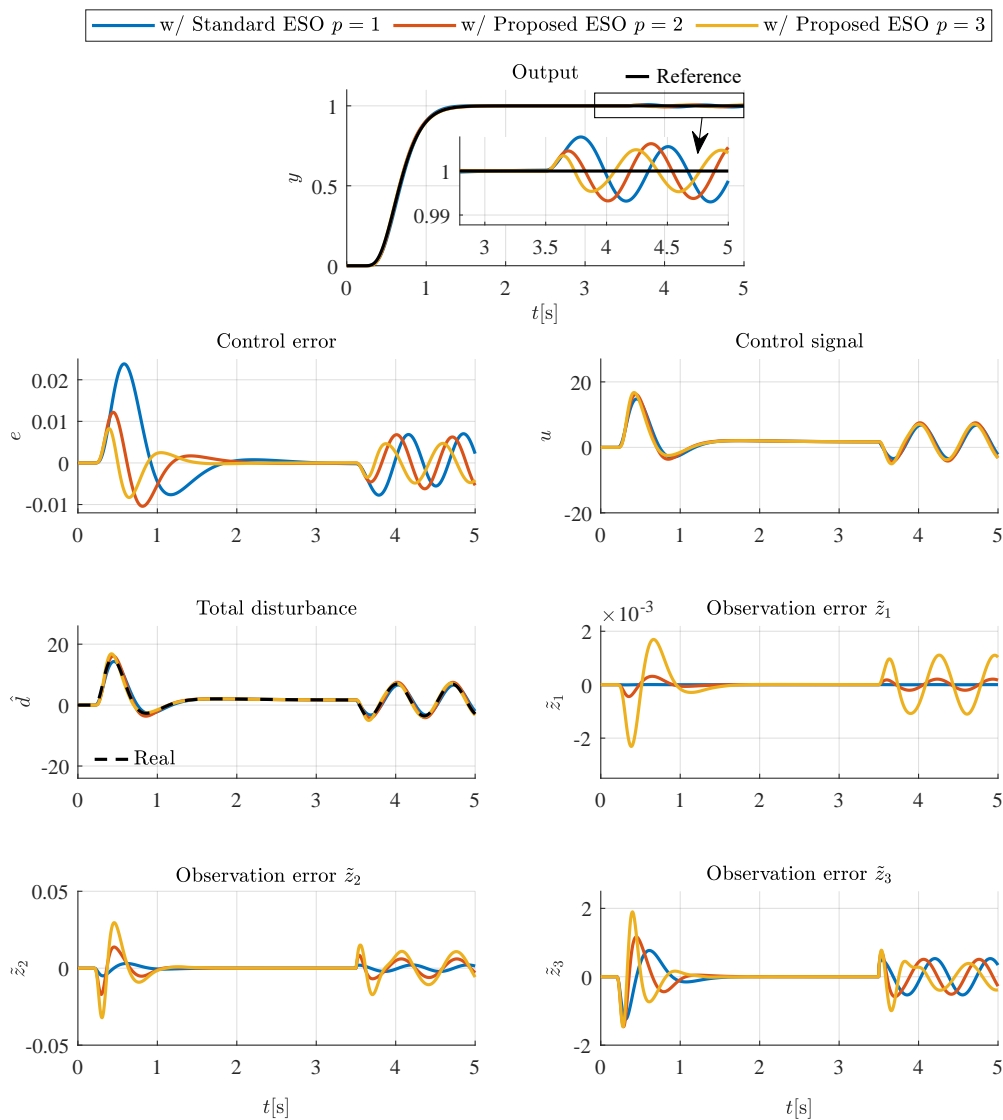 w/ Standard ESO p = 1 w/ Proposed ESO p = 2 w/ Proposed ESO p = 3
Output
Reference
1
0.5
0
y
1
0.99
3 3.5 4 4.5 5
0 1 2 3 4 5
t[s]
Control error
0.02
0.01
0
-0.01
e
0 1 2 3 4 5
Control signal
20
0
-20
u
0 1 2 3 4 5
Total disturbance
20
0
-20
d̂
Real
0 1 2 3 4 5
Observation error z̃₁
×10⁻³
2
0
-2
z̃₁
0 1 2 3 4 5
Observation error z̃₂
0.05
0
-0.05
z̃₂
0 1 2 3 4 5
t[s]
Observation error z̃₃
2
0
-2
z̃₃
0 1 2 3 4 5
t[s]